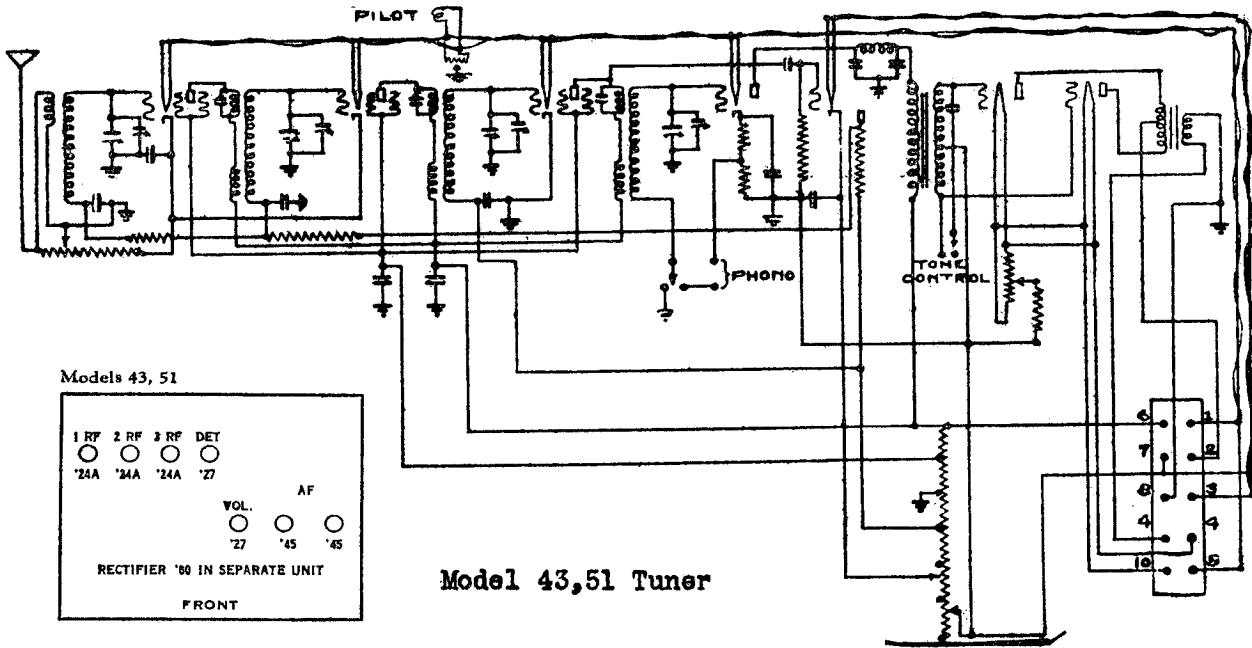 PILOT
PHONO
TONE
CONTROL
Models 43, 51
1 RF 2 RF 3 RF DET
'24A '24A '24A '27
AF
VOL.
'27 '45 '45
RECTIFIER '80 IN SEPARATE UNIT
FRONT
Model 43,51 Tuner
6 1
7 2
8 3
4 4
10 5